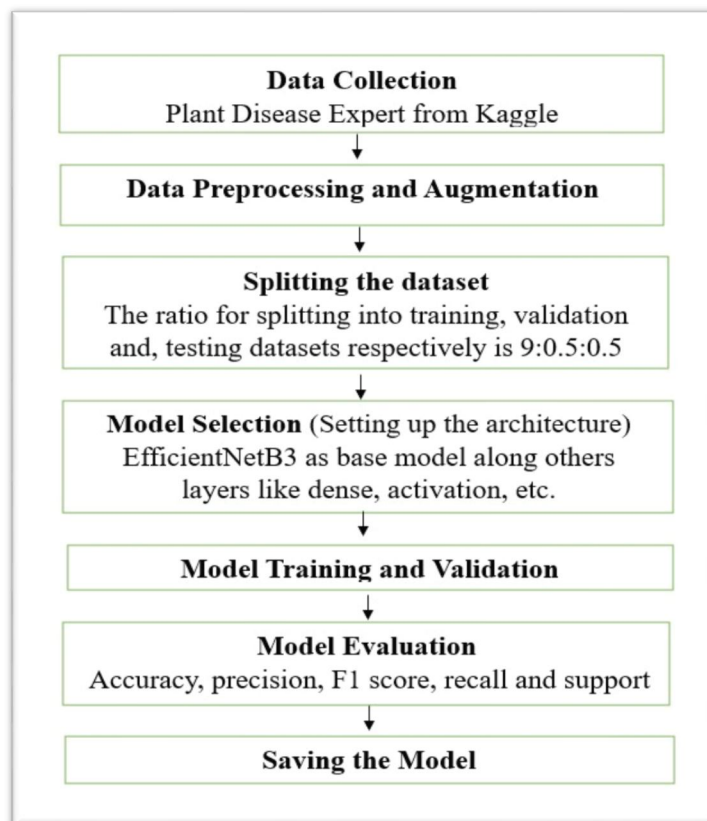 Data Collection
Plant Disease Expert from Kaggle
Data Preprocessing and Augmentation
Splitting the dataset
The ratio for splitting into training, validation
and, testing datasets respectively is 9:0.5:0.5
Model Selection (Setting up the architecture)
EfficientNetB3 as base model along others
layers like dense, activation, etc.
Model Training and Validation
Model Evaluation
Accuracy, precision, F1 score, recall and support
Saving the Model